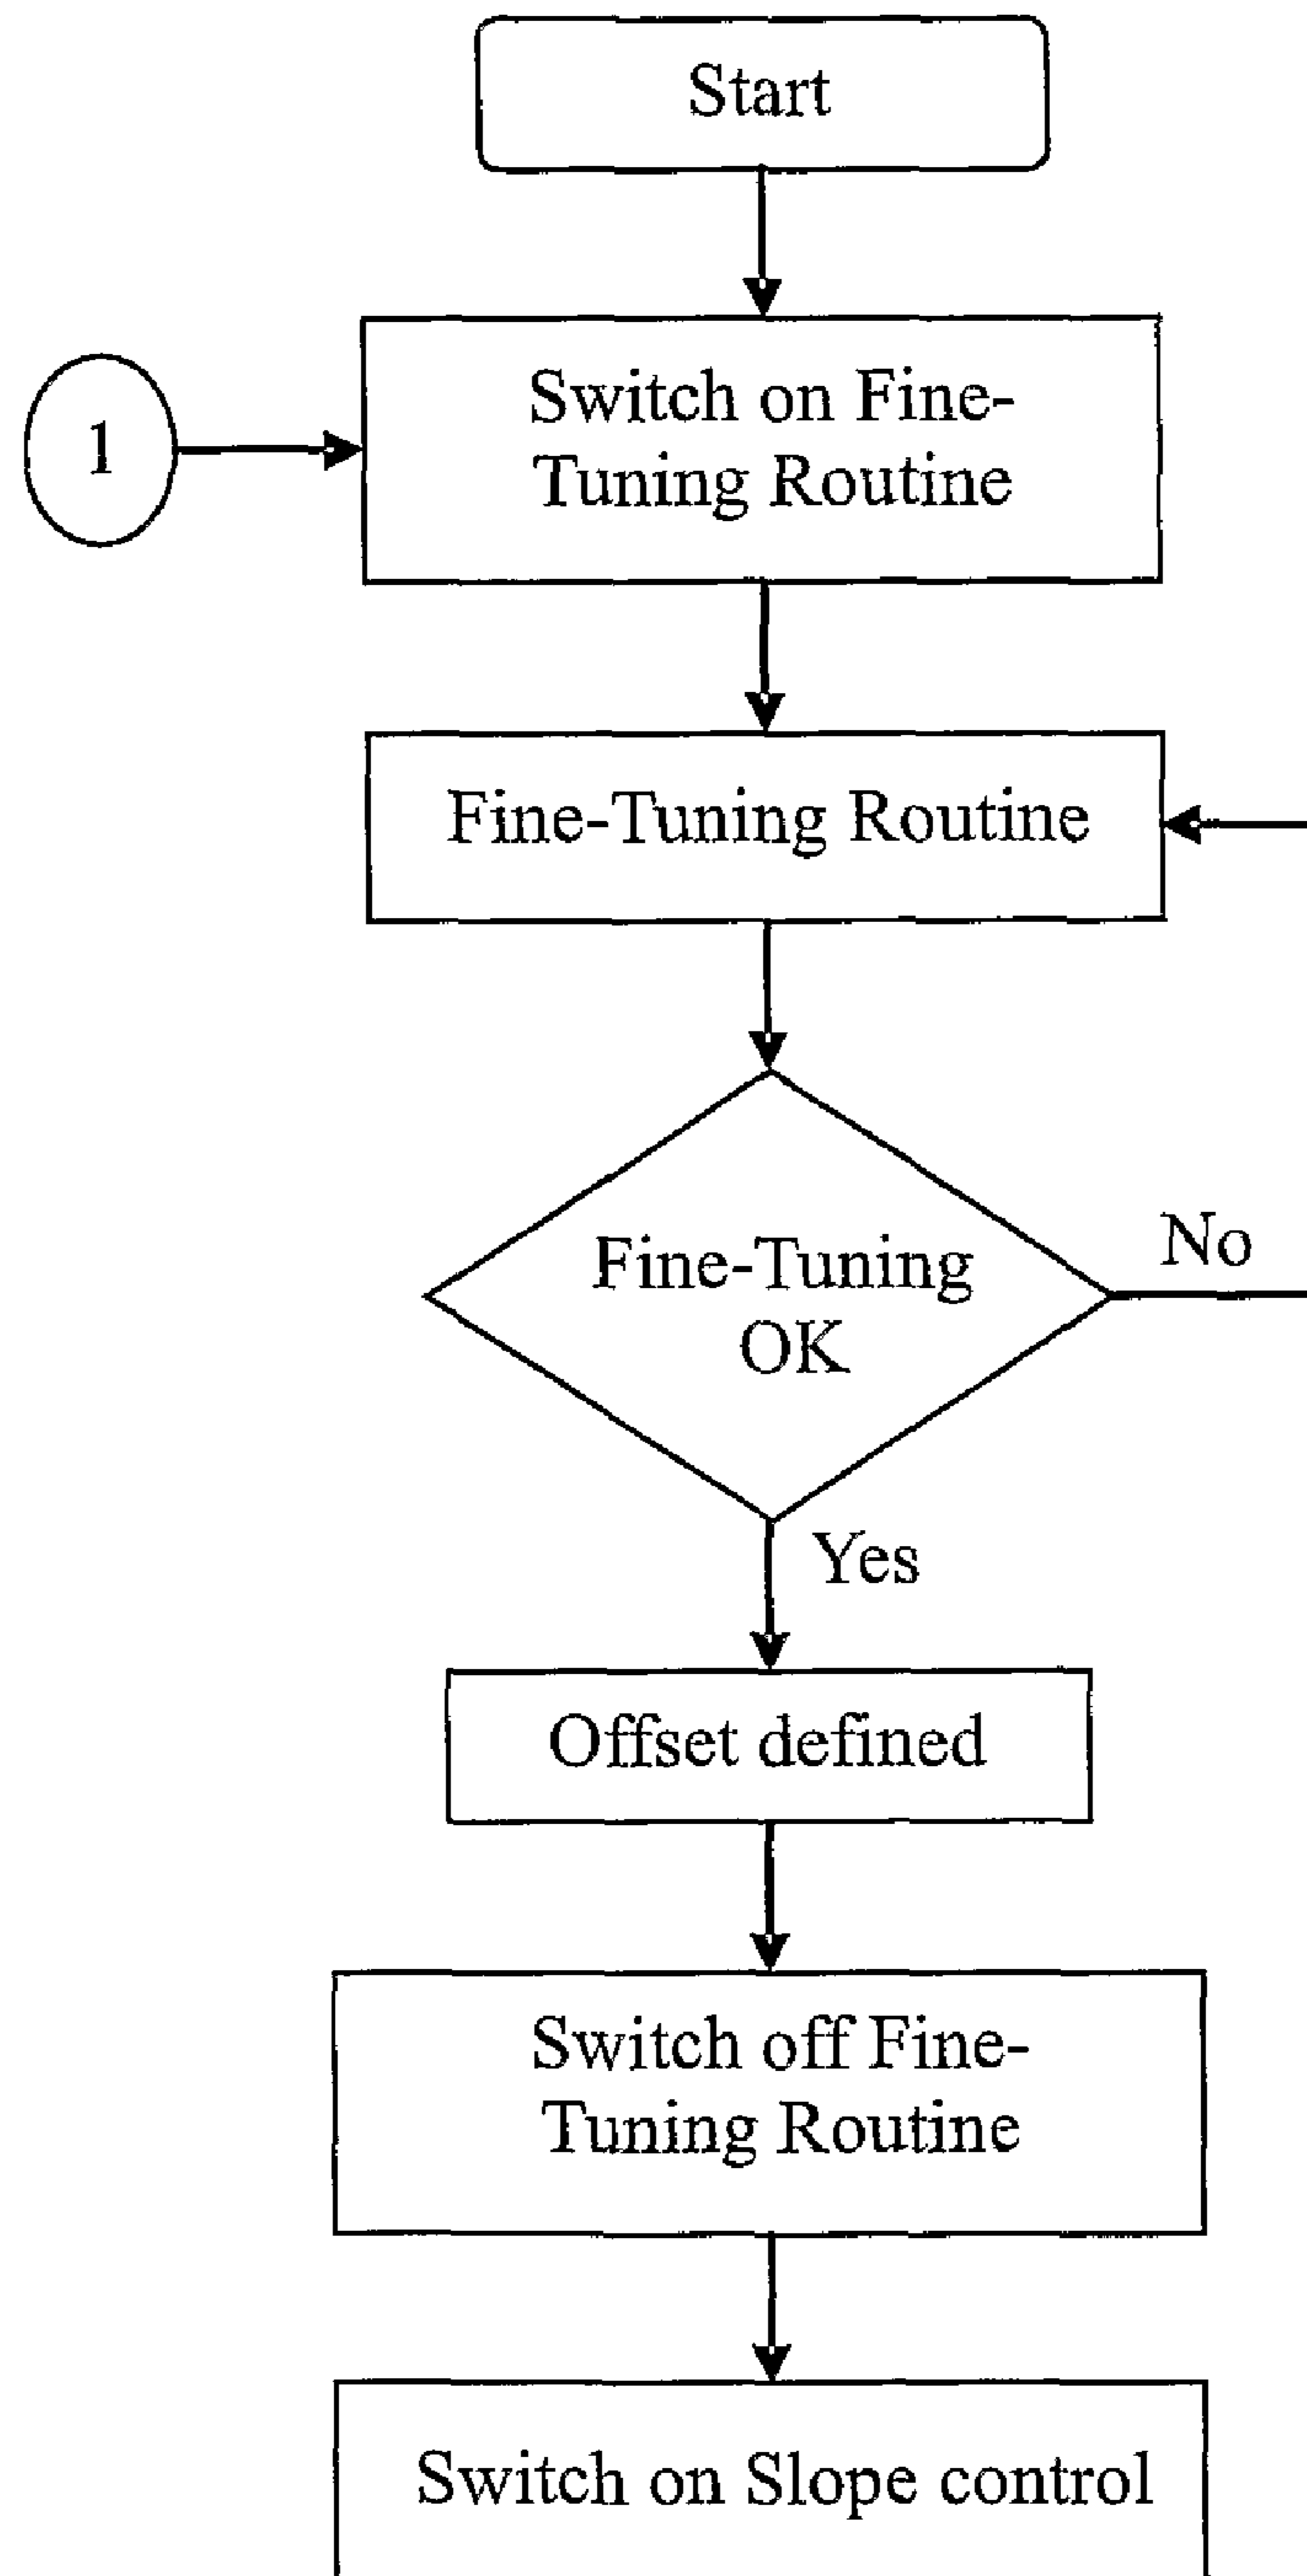 Start
1
Switch on Fine-
Tuning Routine
Fine-Tuning Routine
Fine-Tuning
OK
No
Yes
Offset defined
Switch off Fine-
Tuning Routine
Switch on Slope control